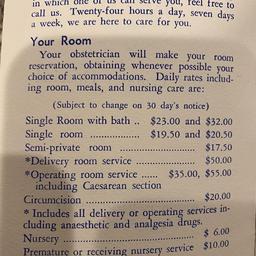 in which one of us can serve you, feel free to
call us. Twenty-four hours a day, seven days
a week, we are here to care for you.
Your Room
Your obstetrician will make your room
reservation, obtaining whenever possible your
choice of accommodations. Daily rates includ-
ing room, meals, and nursing care are:
(Subject to change on 30 day's notice)
Single Room with bath .. $23.00 and $32.00
Single room ................. $19.50 and $20.50
Semi-private room ......................... $17.50
*Delivery room service .................... $50.00
*Operating room service ...... $35.00, $55.00
including Caesarean section
Circumcision ................................. $20.00
* Includes all delivery or operating services in-
cluding anaesthetic and analgesia drugs.
Nursery ........................................ $ 6.00
Premature or receiving nursery service $10.00